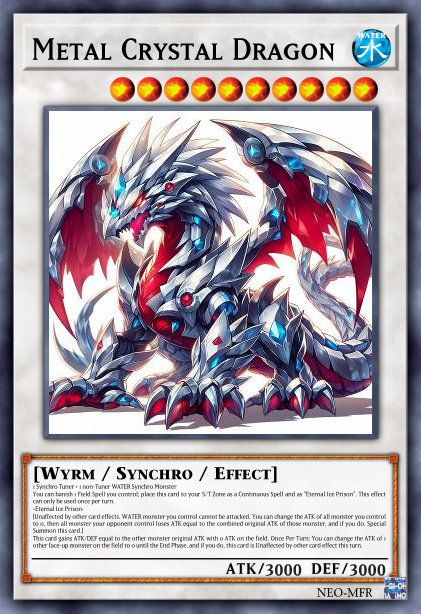 METAL CRYSTAL DRAGON
WATER
水
[WYRM / SYNCHRO / EFFECT]
1 Synchro Tuner + 1 non-Tuner WATER Synchro Monster
You can banish 1 Field Spell you control; place this card to your S/T Zone as a Continuous Spell and as "Eternal Ice Prison". This effect
can only be used once per turn.
-Eternal Ice Prison-
[Unaffected by other card effects. WATER monster you control cannot be attacked. You can change the ATK of all monster you control
to 0, then all monster your opponent control loses ATK equal to the combined original ATK of those monster, and if you do, Special
Summon this card.]
This card gains ATK/DEF equal to the other monster original ATK with 0 ATK on the field. Once Per Turn: You can change the ATK of 1
other face-up monster on the field to 0 until the End Phase, and if you do, this card is Unaffected by other card effect this turn.
ATK/3000 DEF/3000
NEO-MFR